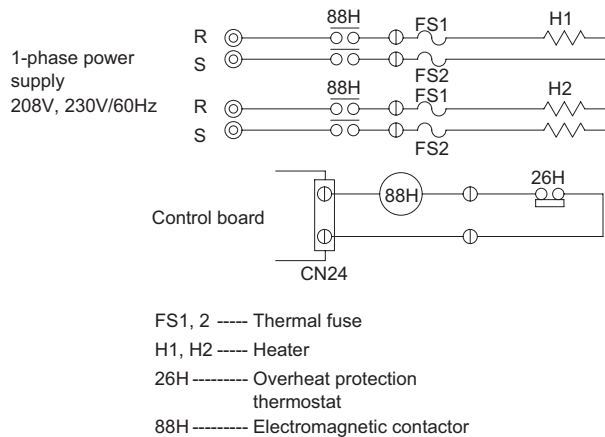 88H FS1 H1
R
1-phase power
supply
208V, 230V/60Hz
S
FS2
88H FS1 H2
R
S
FS2
26H
88H
Control board
CN24
FS1, 2 ----- Thermal fuse
H1, H2 ----- Heater
26H --------- Overheat protection
thermostat
88H --------- Electromagnetic contactor